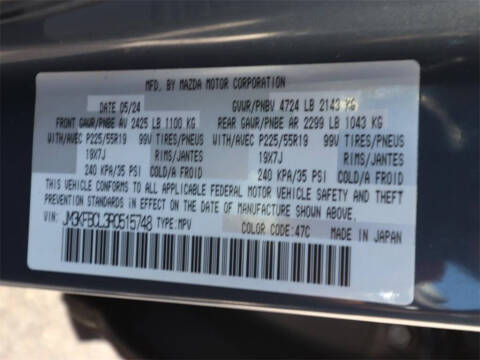 MFD. BY MAZDA MOTOR CORPORATION
DATE 05/24 GVWR/PNBV 4724 LB 2143 KG
FRONT GAWR/PNBE AV 2425 LB 1100 KG REAR GAWR/PNBE AR 2299 LB 1043 KG
WITH/AVEC P225/55R19 99V TIRES/PNEUS WITH/AVEC P225/55R19 99V TIRES/PNEUS
19X7J RIMS/JANTES 19X7J RIMS/JANTES
240 KPA/35 PSI COLD/A FROID 240 KPA/35 PSI COLD/A FROID
THIS VEHICLE CONFORMS TO ALL APPLICABLE FEDERAL MOTOR VEHICLE SAFETY AND THEFT
PREVENTION STANDARDS IN EFFECT ON THE DATE OF MANUFACTURE SHOWN ABOVE.
VIN: JM3KFBCL3R0515748 TYPE: MPV COLOR CODE: 47C MADE IN JAPAN